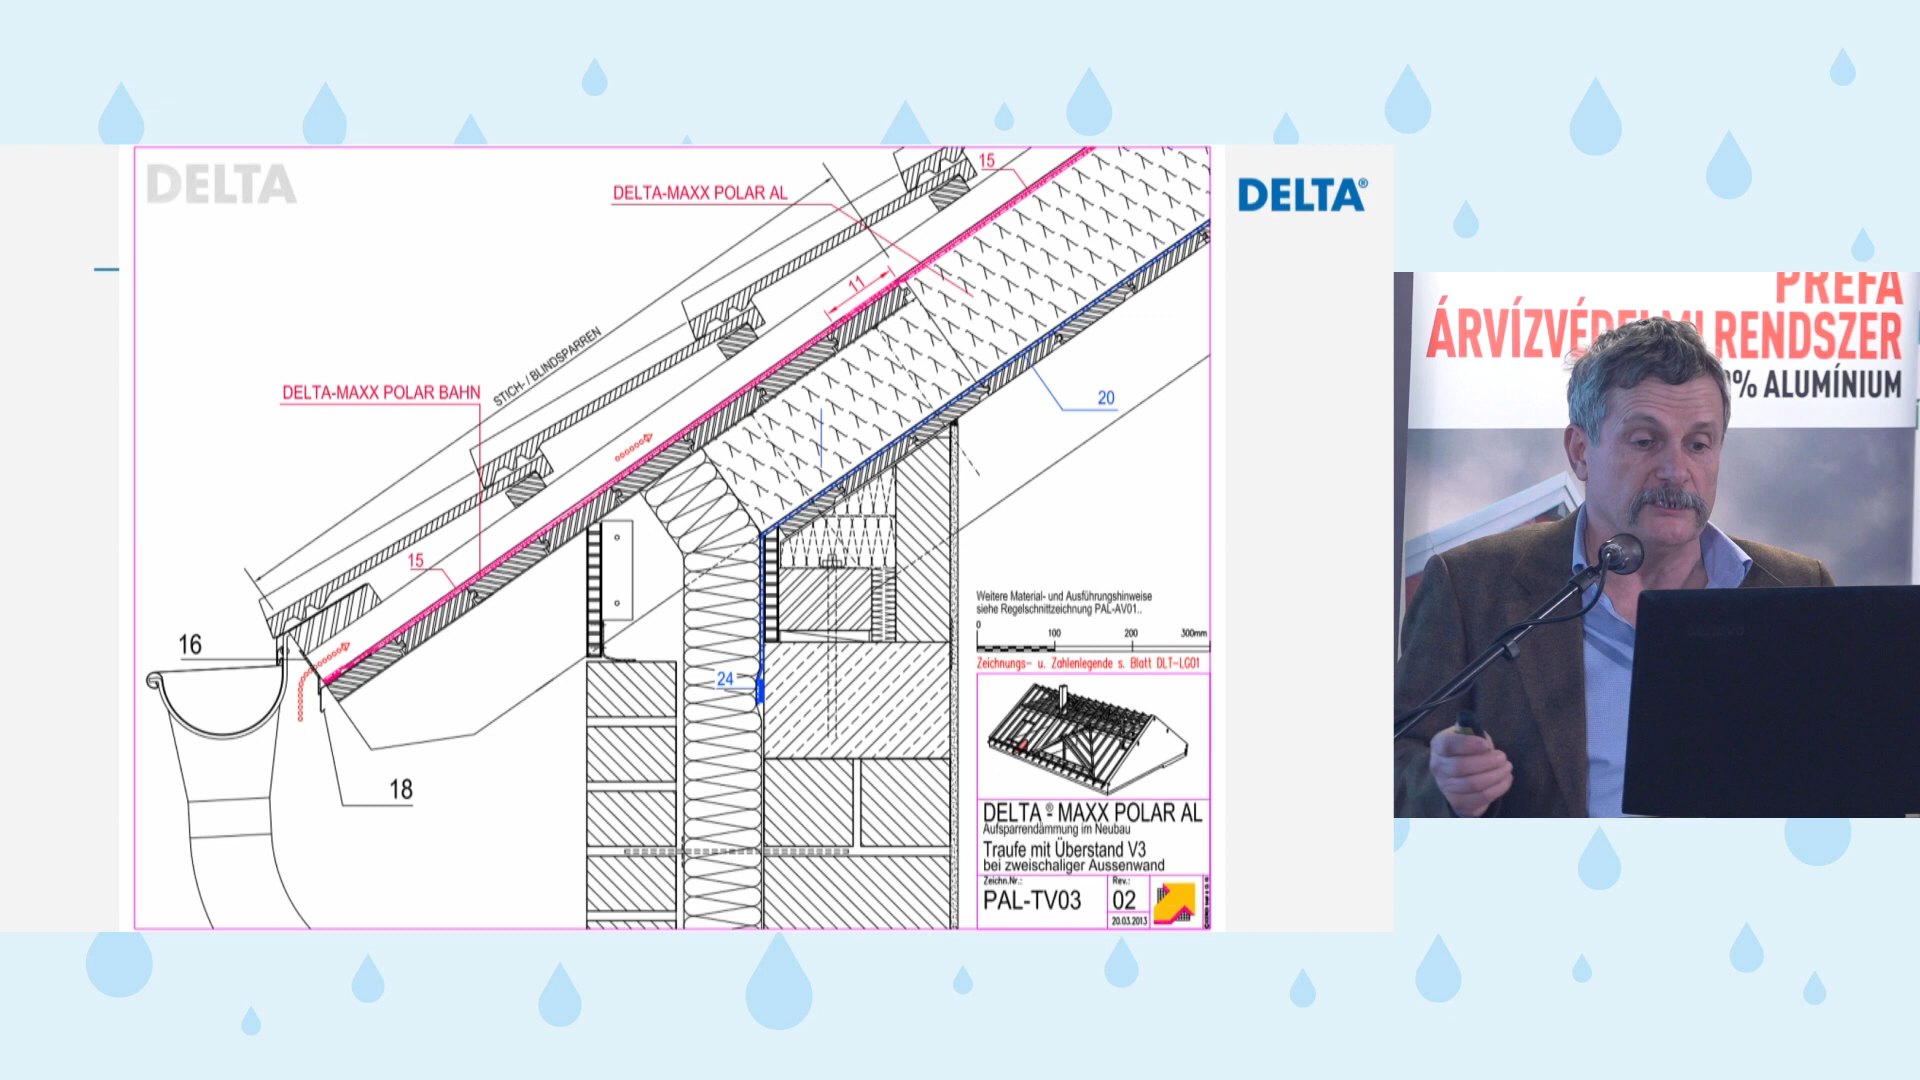 DELTA
DELTA-MAXX POLAR AL
15
DELTA®
11
STICH- / BLINDSPARREN
DELTA-MAXX POLAR BAHN
20
15
16
24
18
Weitere Material- und Ausführungshinweise
siehe Regelschnittzeichnung PAL-AV01..
0 100 200 300mm
Zeichnungs- u. Zahlenlegende s. Blatt DLT-LG01
DELTA ® MAXX POLAR AL
Aufsparrendämmung im Neubau
Traufe mit Überstand V3
bei zweischaliger Aussenwand
Zeichn.Nr.:
PAL-TV03
Rev.:
02
20.03.2013
PREFA
ÁRVÍZVÉDELMI RENDSZER
0% ALUMÍNIUM